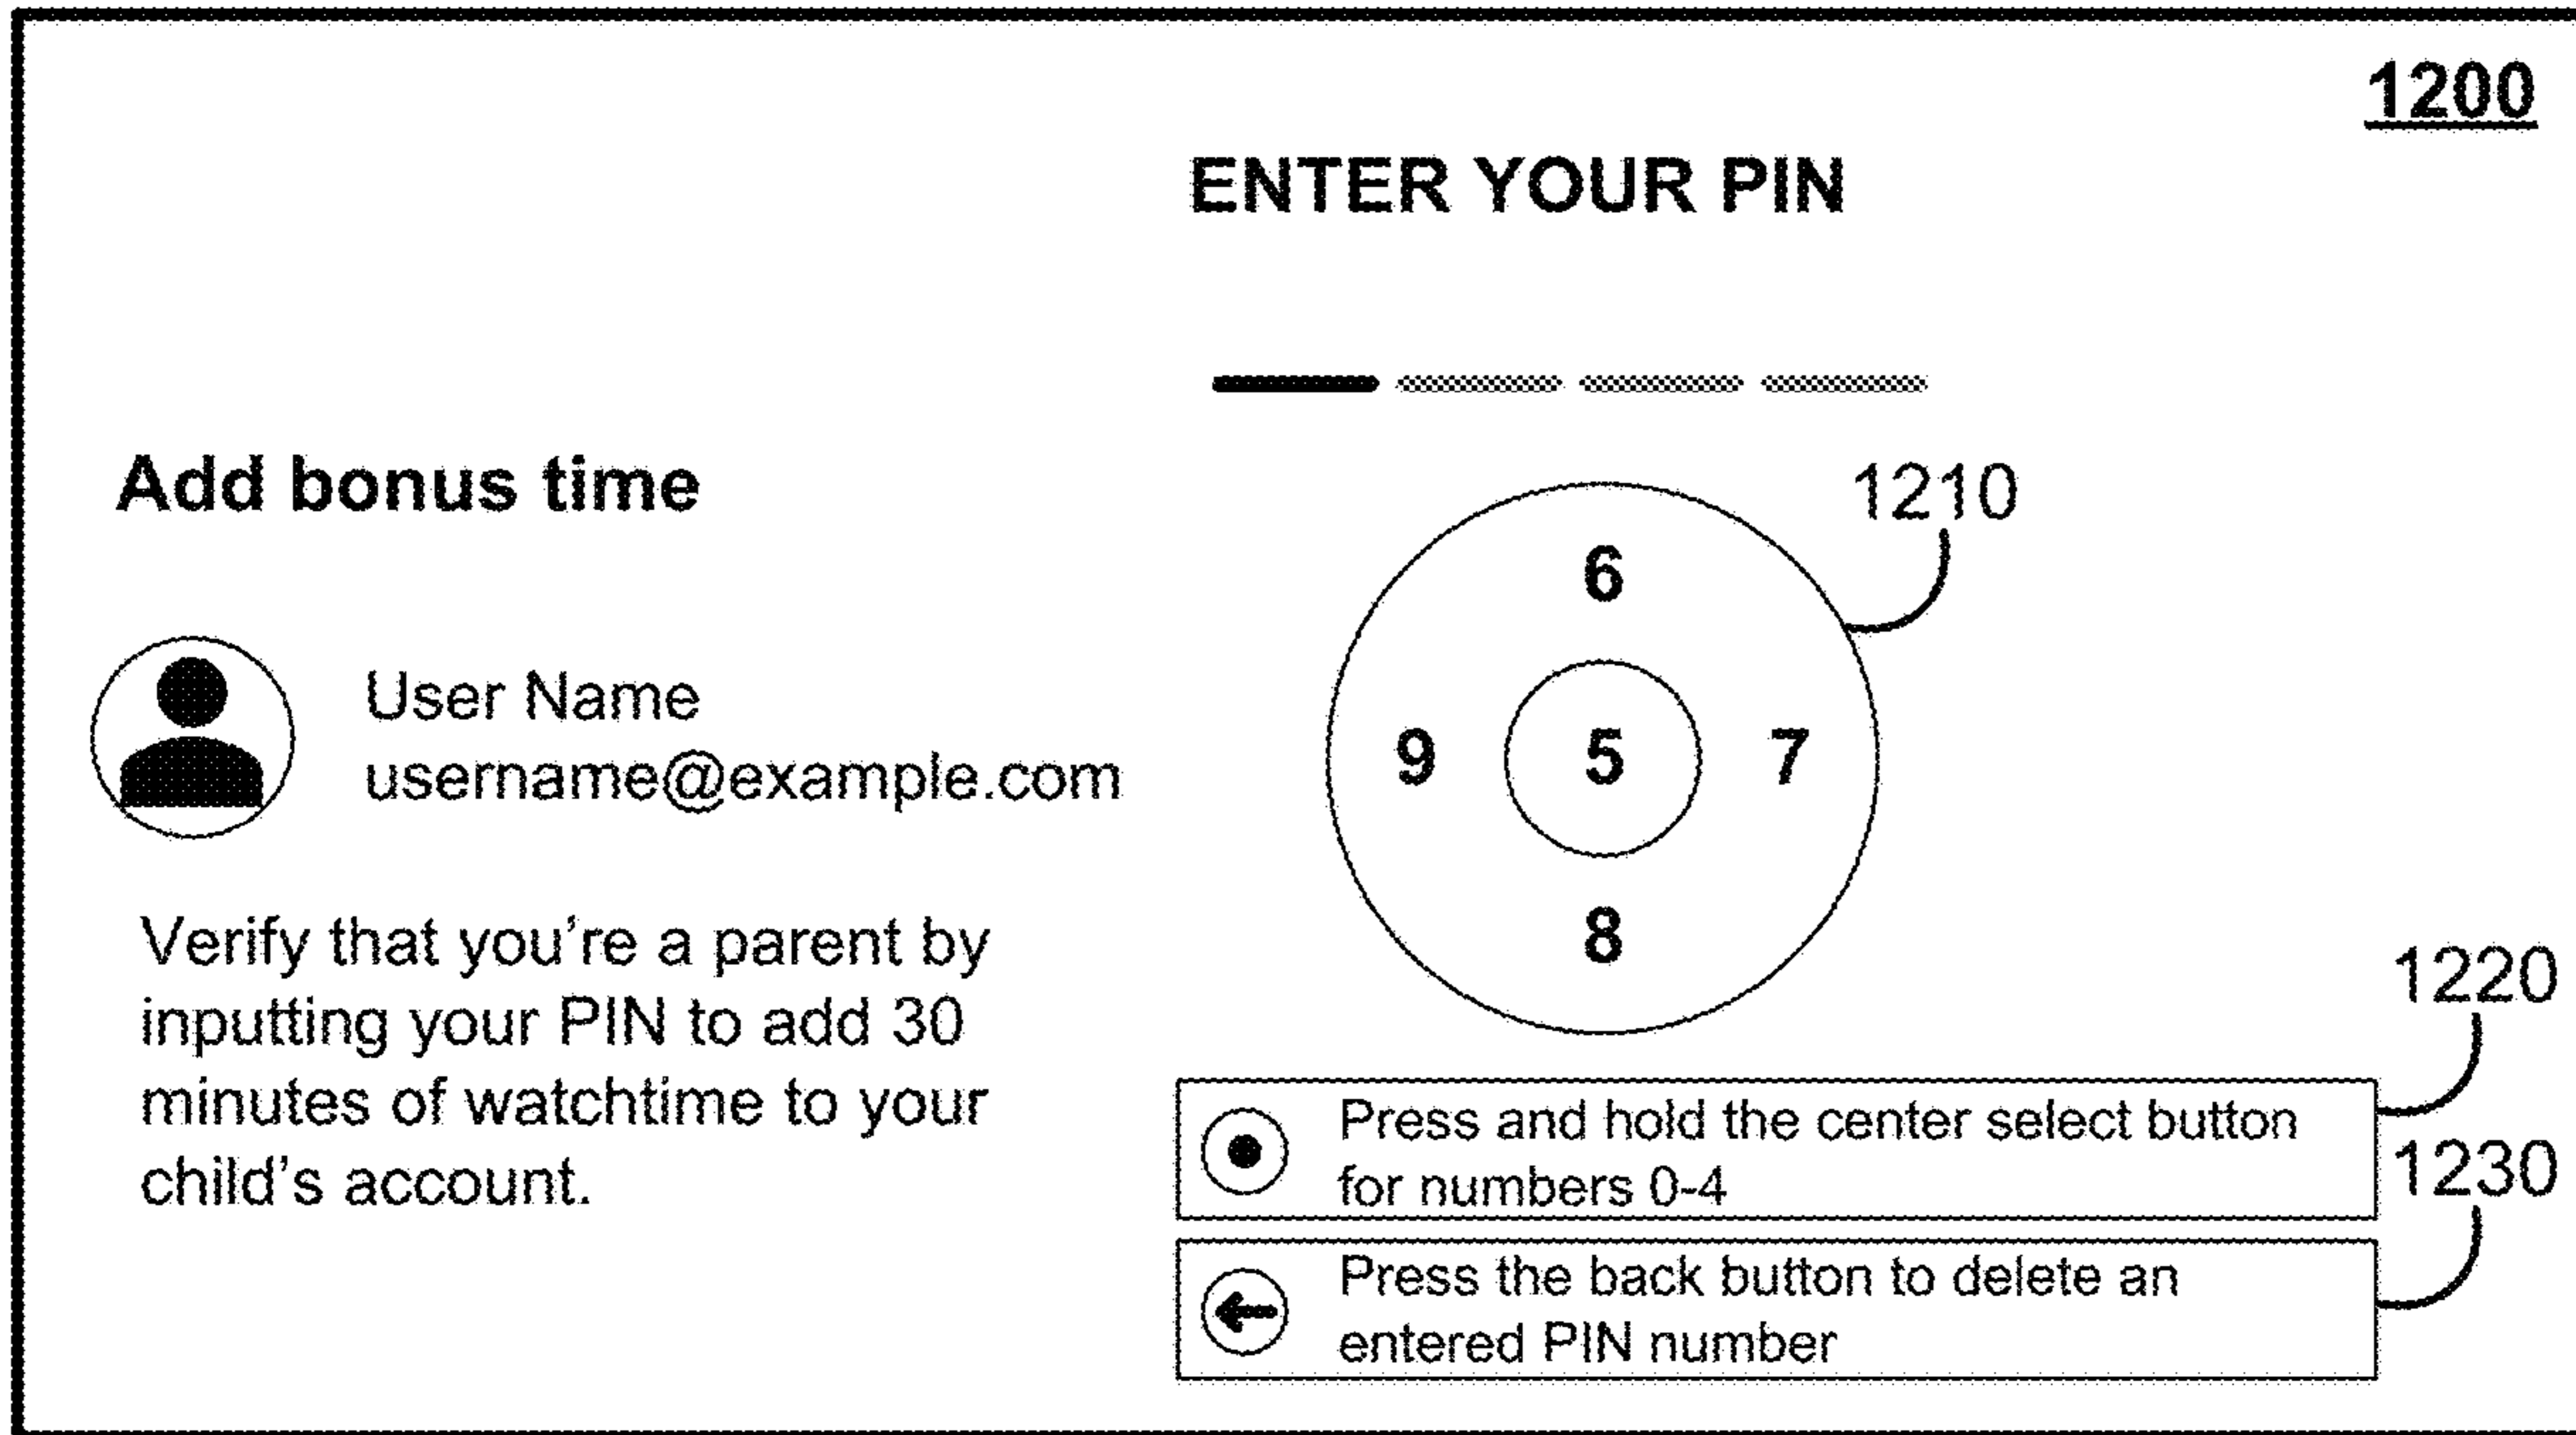 1200
ENTER YOUR PIN
Add bonus time
User Name
username@example.com
Verify that you're a parent by
inputting your PIN to add 30
minutes of watchtime to your
child's account.
1210
6
9 5 7
8
1220
Press and hold the center select button
for numbers 0-4
1230
Press the back button to delete an
entered PIN number